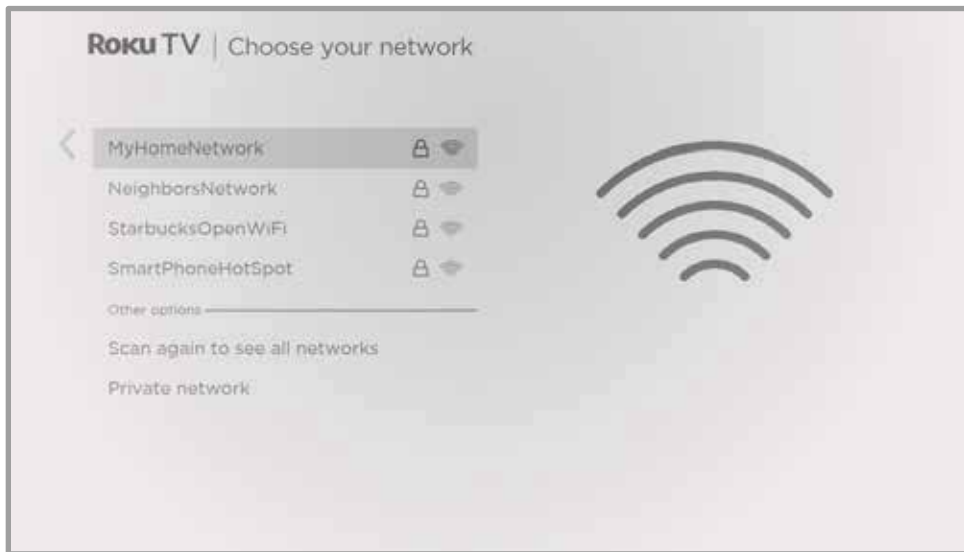 Roku TV | Choose your network
MyHomeNetwork
NeighborsNetwork
StarbucksOpenWiFi
SmartPhoneHotSpot
Other options
Scan again to see all networks
Private network